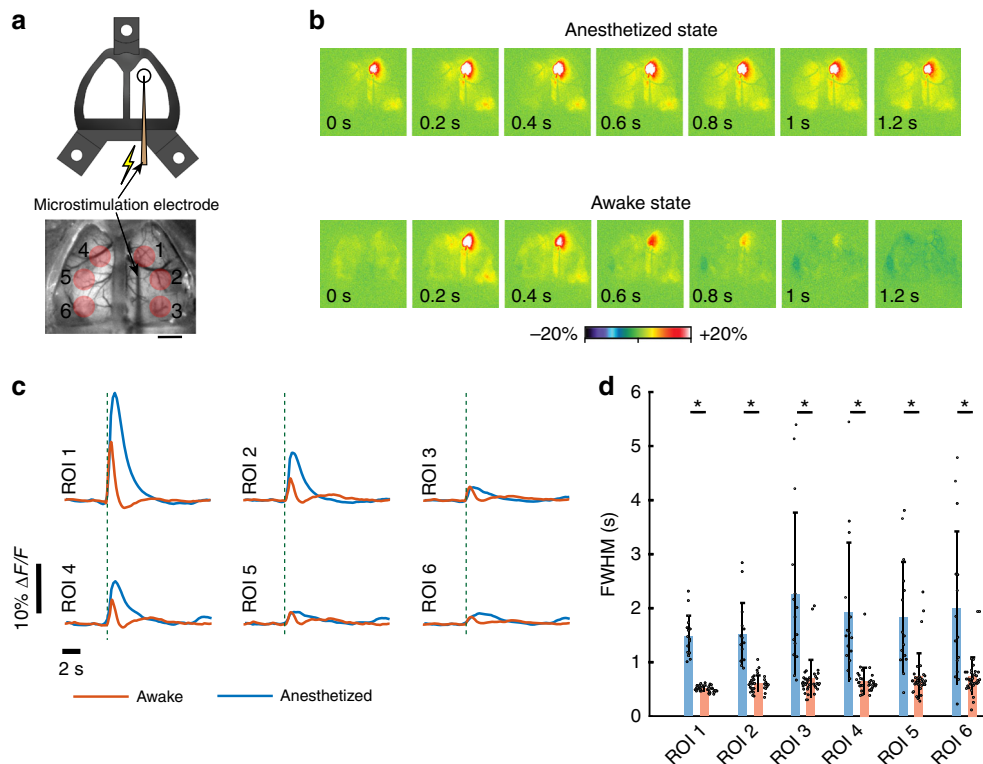 a
Microstimulation electrode
4 1
5 2
6 3
b
Anesthetized state
0 s 0.2 s 0.4 s 0.6 s 0.8 s 1 s 1.2 s
Awake state
0 s 0.2 s 0.4 s 0.6 s 0.8 s 1 s 1.2 s
–20% +20%
c
ROI 1 ROI 2 ROI 3
ROI 4 ROI 5 ROI 6
10% ΔF/F
2 s
Awake Anesthetized
d
* * * * * *
FWHM (s)
6
5
4
3
2
1
0
ROI 1 ROI 2 ROI 3 ROI 4 ROI 5 ROI 6